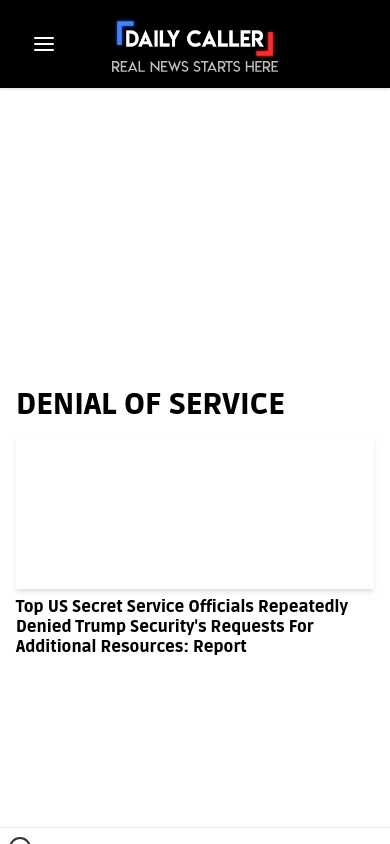 DAILY CALLER
REAL NEWS STARTS HERE
DENIAL OF SERVICE
Top US Secret Service Officials Repeatedly
Denied Trump Security's Requests For
Additional Resources: Report